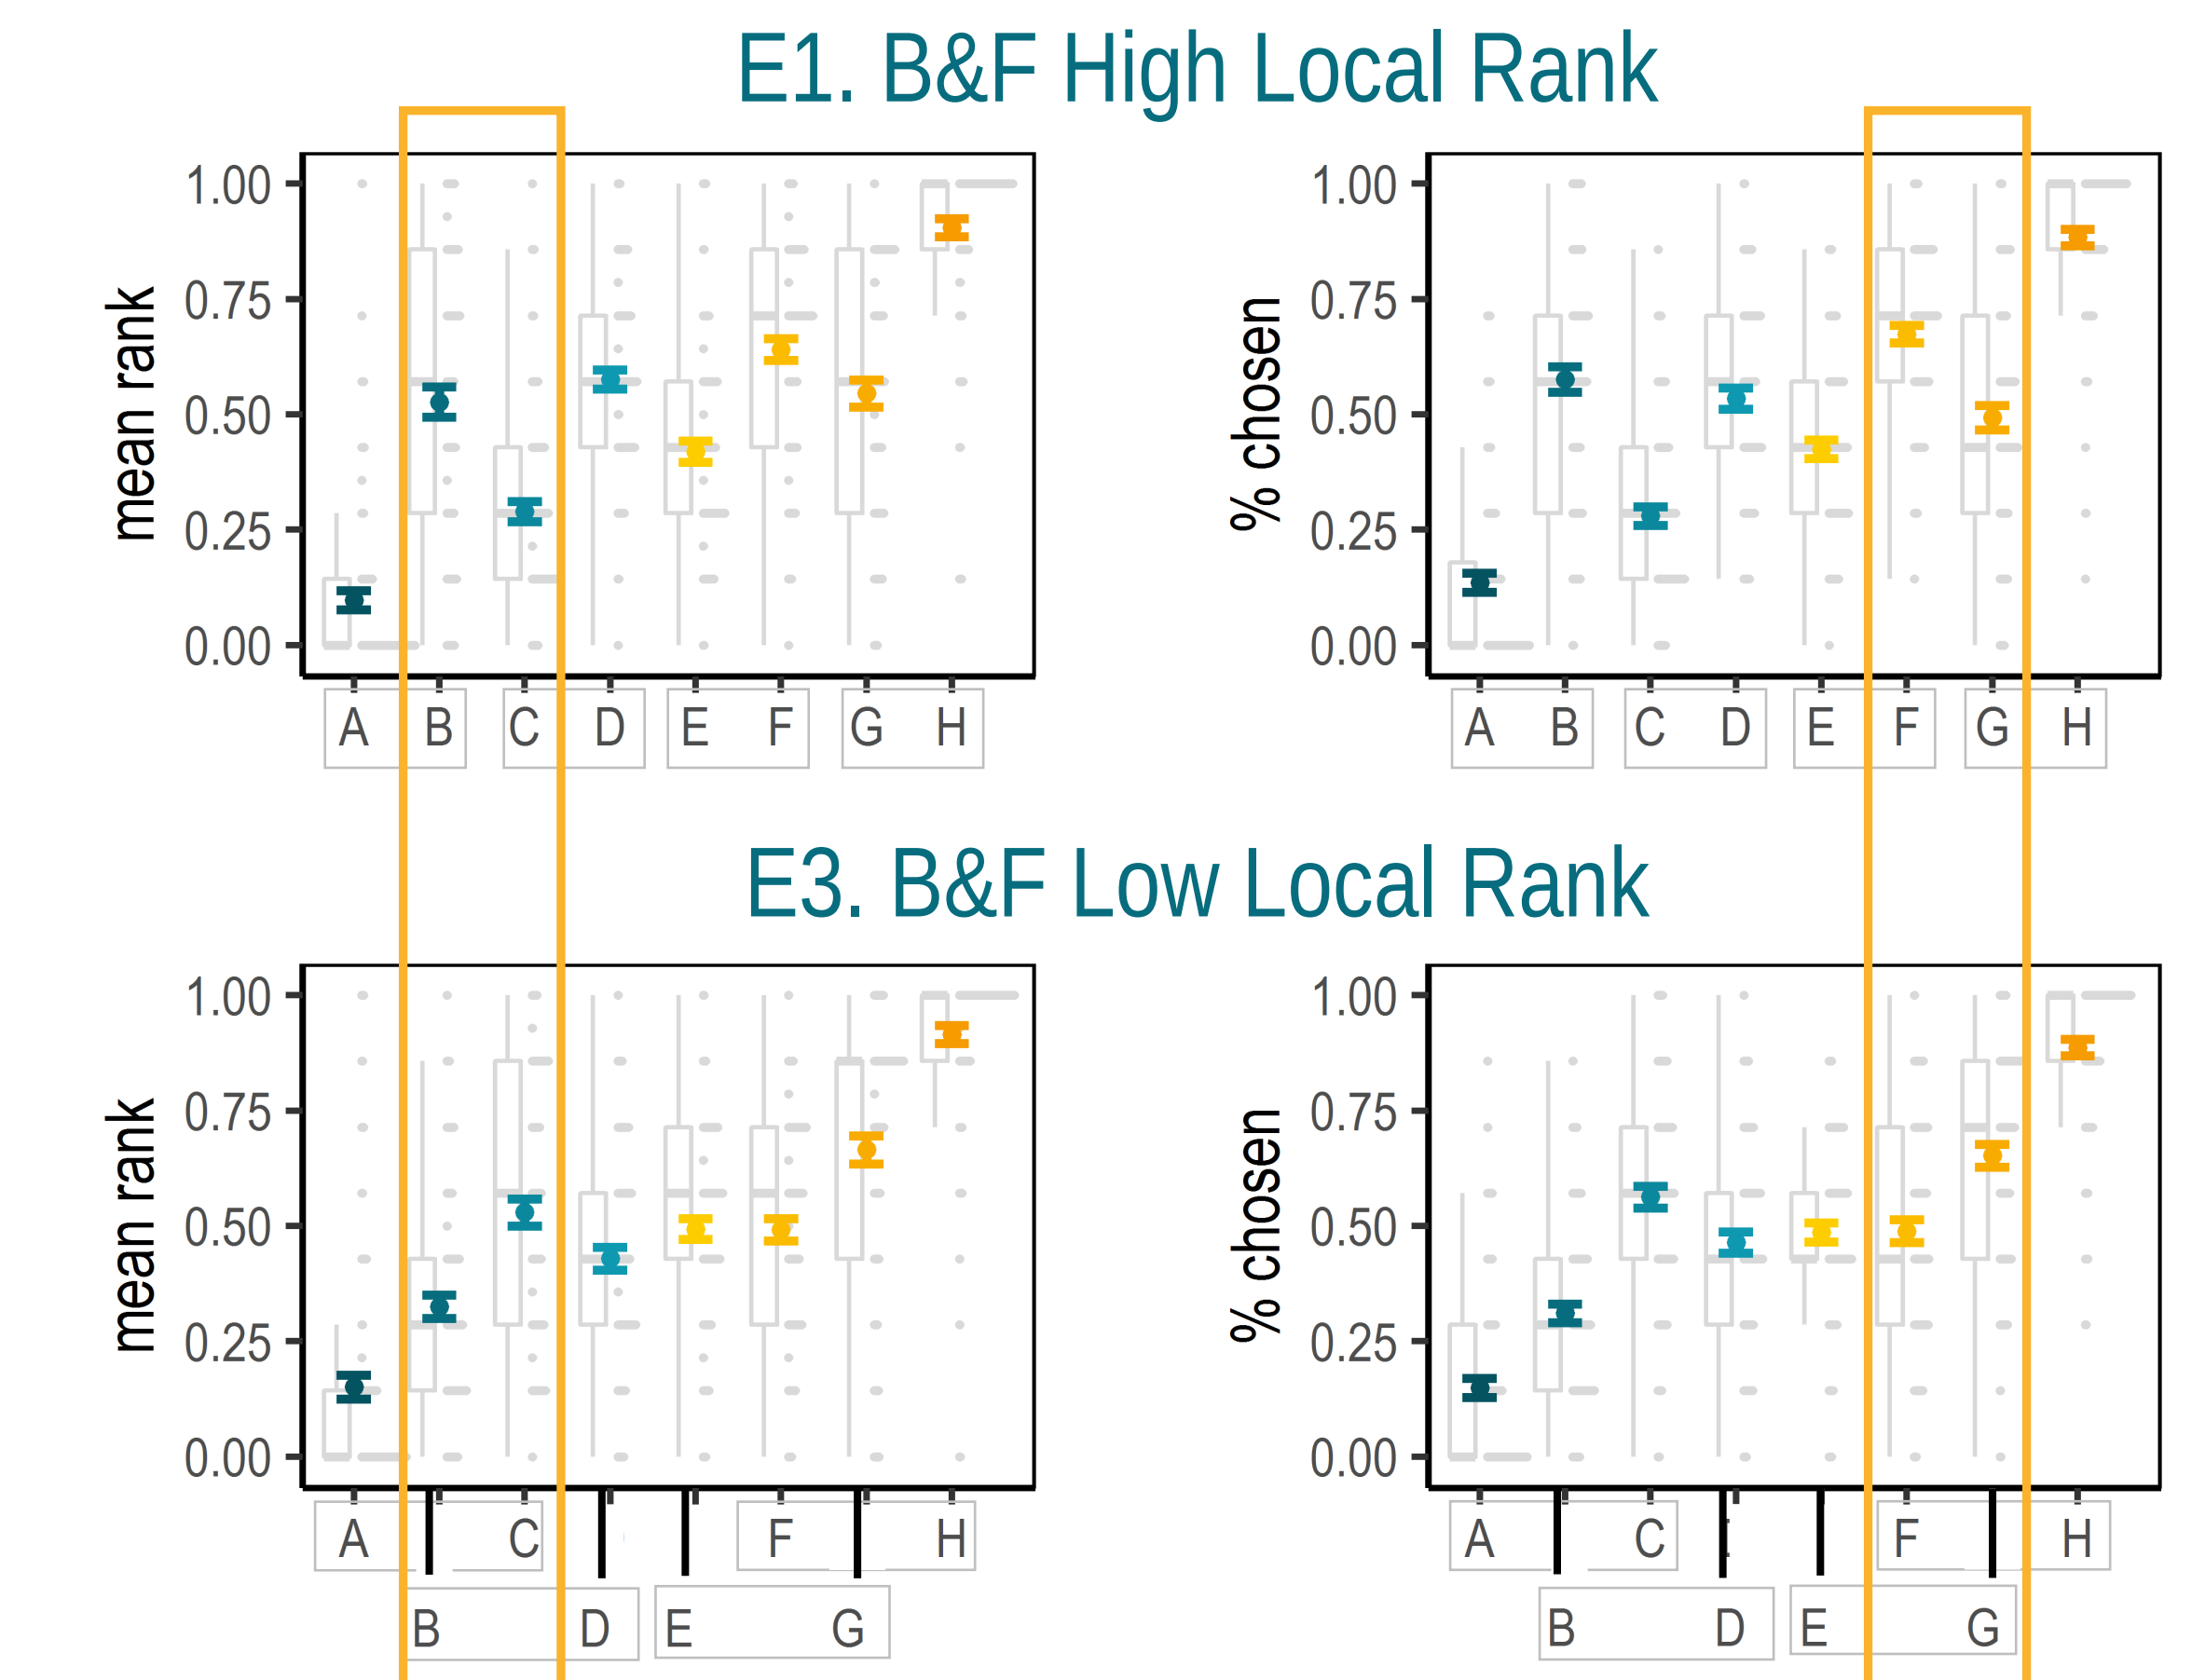 E1. B&F High Local Rank
mean rank
1.00
0.75
0.50
0.25
0.00
A B C D E F G H
% chosen
1.00
0.75
0.50
0.25
0.00
A B C D E F G H
E3. B&F Low Local Rank
mean rank
1.00
0.75
0.50
0.25
0.00
A C F H
B D E G
% chosen
1.00
0.75
0.50
0.25
0.00
A C F H
B D E G